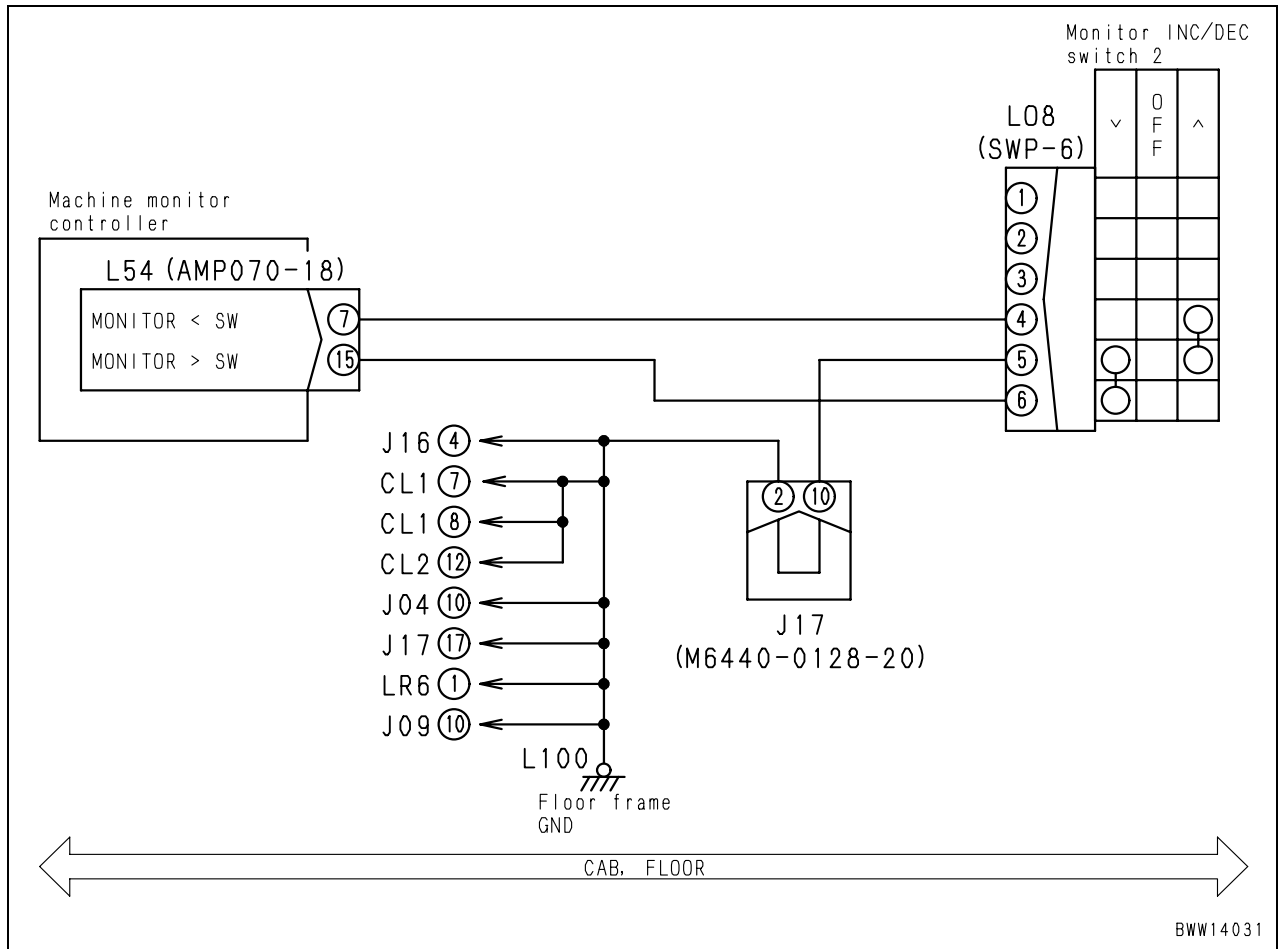 Monitor INC/DEC
switch 2
L08
(SWP-6)
∨
OFF
∧
Machine monitor
controller
L54 (AMP070-18)
MONITOR < SW
MONITOR > SW
7
15
1
2
3
4
5
6
J16 4
CL1 7
CL1 8
CL2 12
J04 10
J17 17
LR6 1
J09 10
2 10
J17
(M6440-0128-20)
L100
Floor frame
GND
CAB, FLOOR
BWW14031